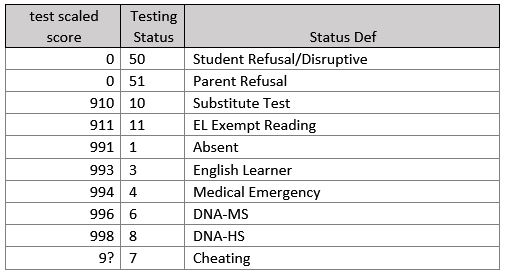 test scaled Testing
score Status Status Def
0 50 Student Refusal/Disruptive
0 51 Parent Refusal
910 10 Substitute Test
911 11 EL Exempt Reading
991 1 Absent
993 3 English Learner
994 4 Medical Emergency
996 6 DNA-MS
998 8 DNA-HS
9? 7 Cheating